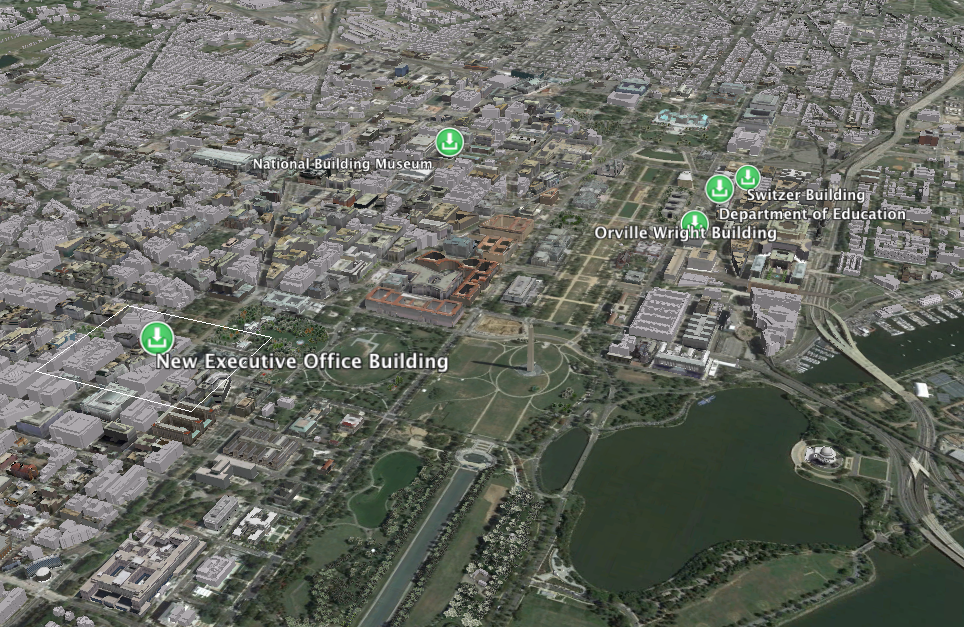 National Building Museum
Switzer Building
Department of Education
Orville Wright Building
New Executive Office Building